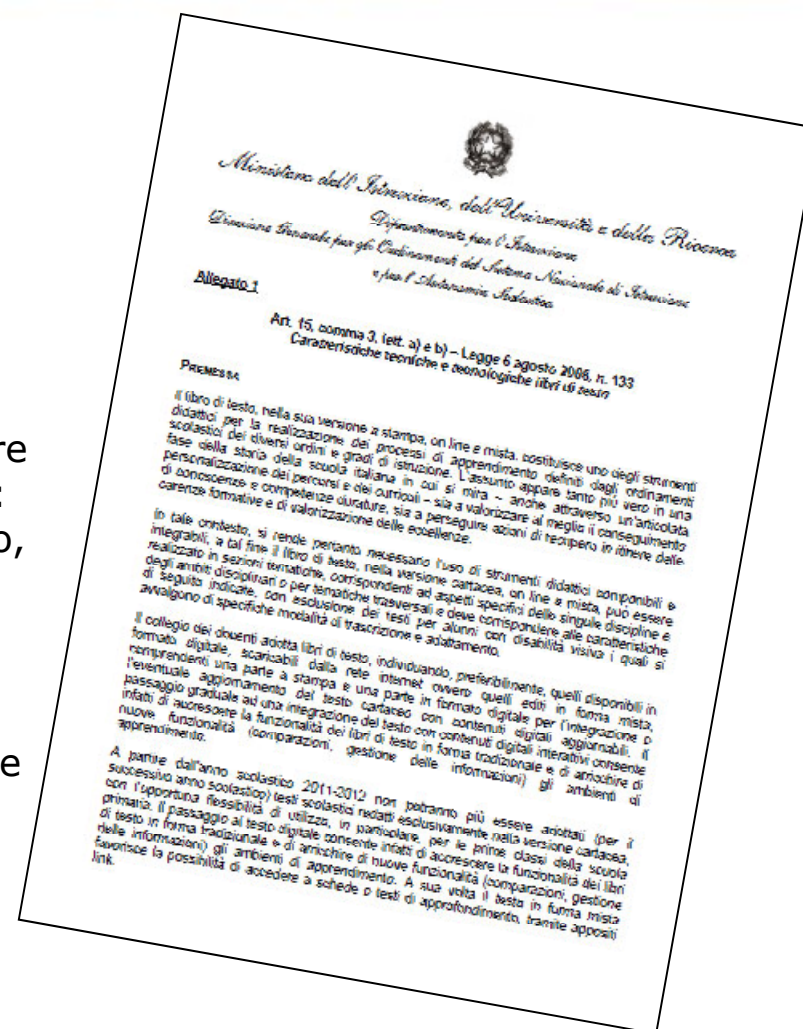 Ministero dell'Istruzione, dell'Università e della Ricerca
Dipartimento per l'Istruzione
Direzione Generale per gli Ordinamenti del Sistema Nazionale di Istruzione
e per l'Autonomia Scolastica
Allegato 1
Art. 15, comma 3, lett. a) e b) – Legge 6 agosto 2008, n. 133
Caratteristiche tecniche e tecnologiche libri di testo
PREMESSA
Il libro di testo, nella sua versione a stampa, on line e mista, costituisce uno degli strumenti
didattici per la realizzazione dei processi di apprendimento definiti dagli ordinamenti
scolastici dei diversi ordini e gradi di istruzione. L'assunto appare tanto più vero in una
fase della storia della scuola italiana in cui si mira – anche attraverso un'articolata
personalizzazione dei percorsi e dei curricoli – sia a valorizzare al meglio il conseguimento
di conoscenze e competenze durature, sia a perseguire azioni di recupero in itinere delle
carenze formative e di valorizzazione delle eccellenze.
In tale contesto, si rende pertanto necessario l'uso di strumenti didattici componibili e
integrabili, a tal fine il libro di testo, nella versione cartacea, on line e mista, può essere
realizzato in sezioni tematiche, corrispondenti ad aspetti specifici delle singole discipline e
degli ambiti disciplinari o per tematiche trasversali e deve corrispondere alle caratteristiche
di seguito indicate, con esclusione dei testi per alunni con disabilità visiva i quali si
avvalgono di specifiche modalità di trascrizione e adattamento.
Il collegio dei docenti adotta libri di testo, individuando, preferibilmente, quelli disponibili in
formato digitale, scaricabili dalla rete internet ovvero quelli editi in forma mista,
comprendenti una parte a stampa e una parte in formato digitale per l'integrazione o
l'eventuale aggiornamento del testo cartaceo con contenuti digitali aggiornabili. Il
passaggio graduale ad una integrazione del testo con contenuti digitali interattivi consente
infatti di accrescere la funzionalità dei libri di testo in forma tradizionale e di arricchire di
nuove funzionalità (comparazioni, gestione delle informazioni) gli ambienti di
apprendimento.
A partire dall'anno scolastico 2011-2012 non potranno più essere adottati (per il
successivo anno scolastico) testi scolastici redatti esclusivamente nella versione cartacea,
con l'opportuna flessibilità di utilizzo, in particolare, per le prime classi della scuola
primaria. Il passaggio al testo digitale consente infatti di accrescere la funzionalità dei libri
di testo in forma tradizionale e di arricchire di nuove funzionalità (comparazioni, gestione
delle informazioni) gli ambienti di apprendimento. A sua volta il testo in forma mista
favorisce la possibilità di accedere a schede o testi di approfondimento, tramite appositi
link.